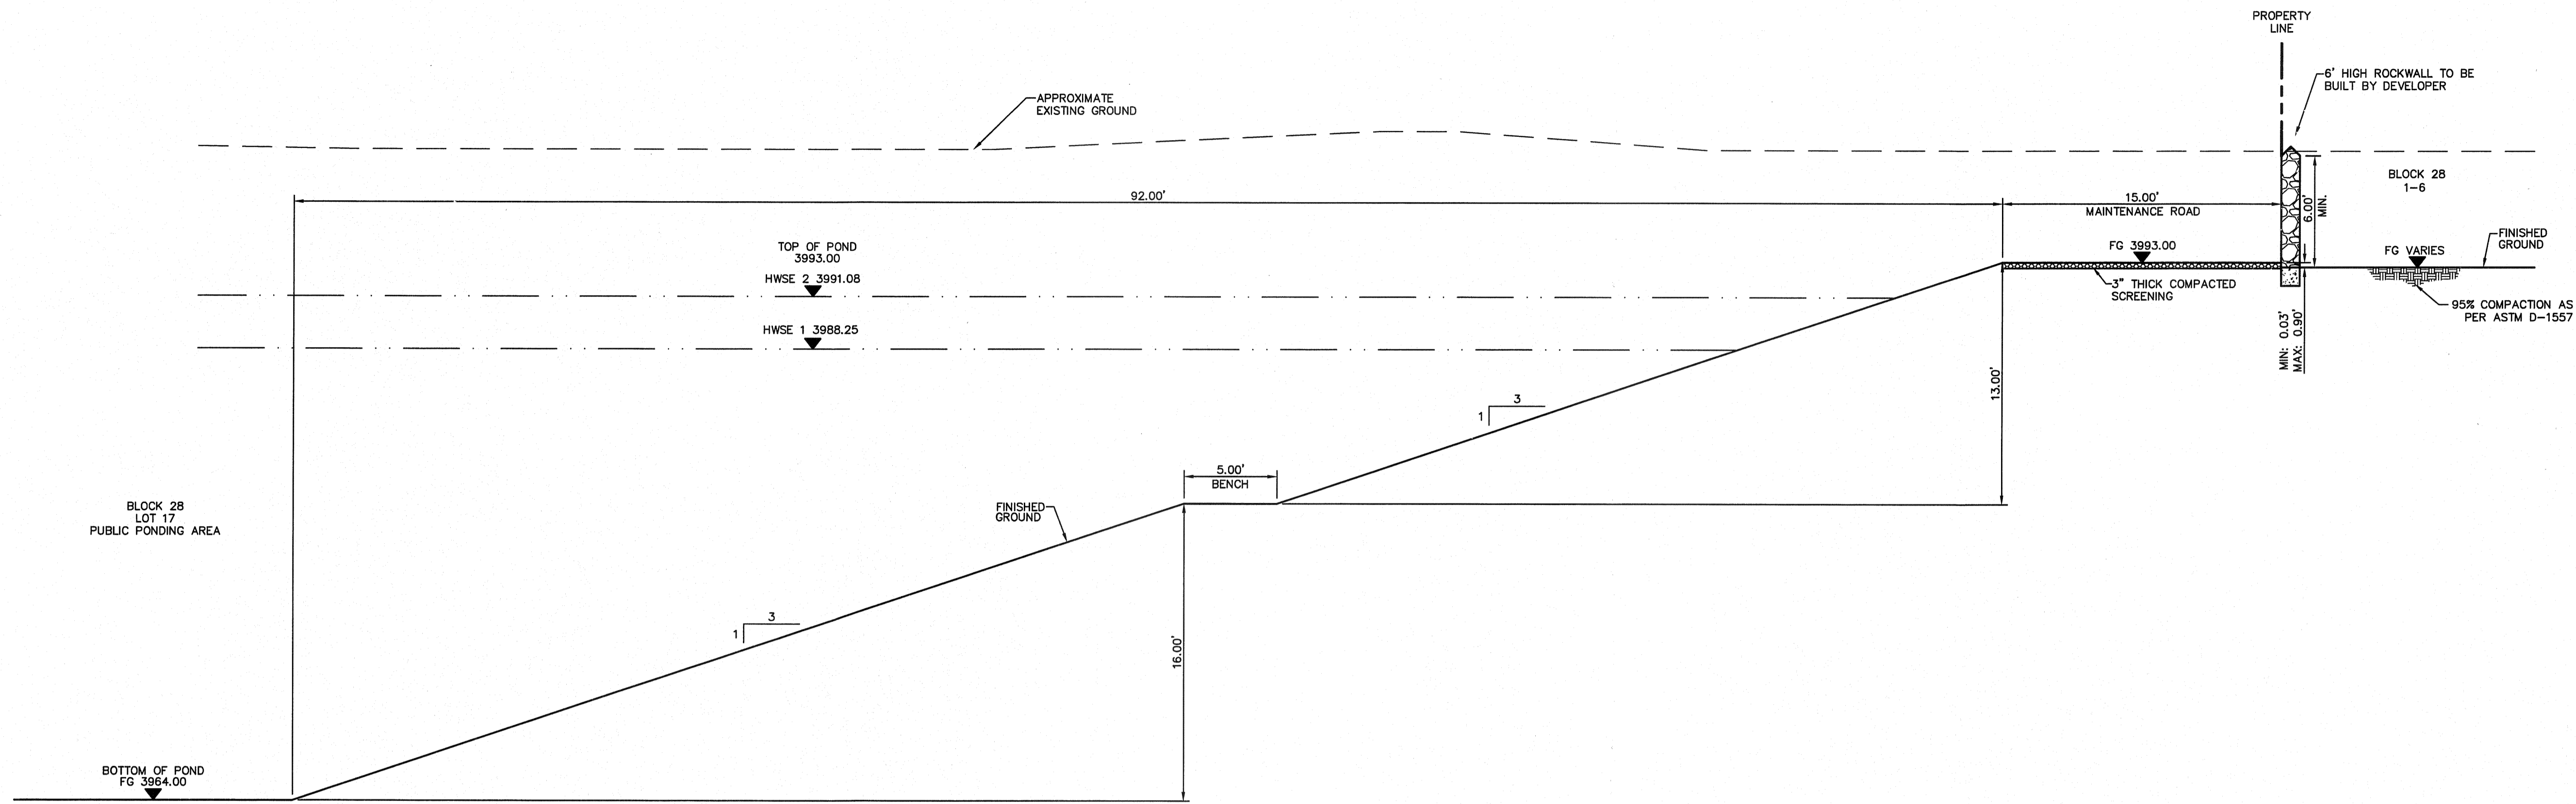 PROPERTY
LINE
6' HIGH ROCKWALL TO BE
BUILT BY DEVELOPER
APPROXIMATE
EXISTING GROUND
BLOCK 28
1-6
92.00'
15.00'
MAINTENANCE ROAD
6.00'
MIN.
TOP OF POND
3993.00
HWSE 2 3991.08
FG 3993.00
FG VARIES
FINISHED
GROUND
3" THICK COMPACTED
SCREENING
95% COMPACTION AS
PER ASTM D-1557
HWSE 1 3988.25
MIN: 0.03'
MAX: 0.90'
13.00'
3
1
5.00'
BENCH
BLOCK 28
LOT 17
PUBLIC PONDING AREA
FINISHED
GROUND
3
1
16.00'
BOTTOM OF POND
FG 3964.00